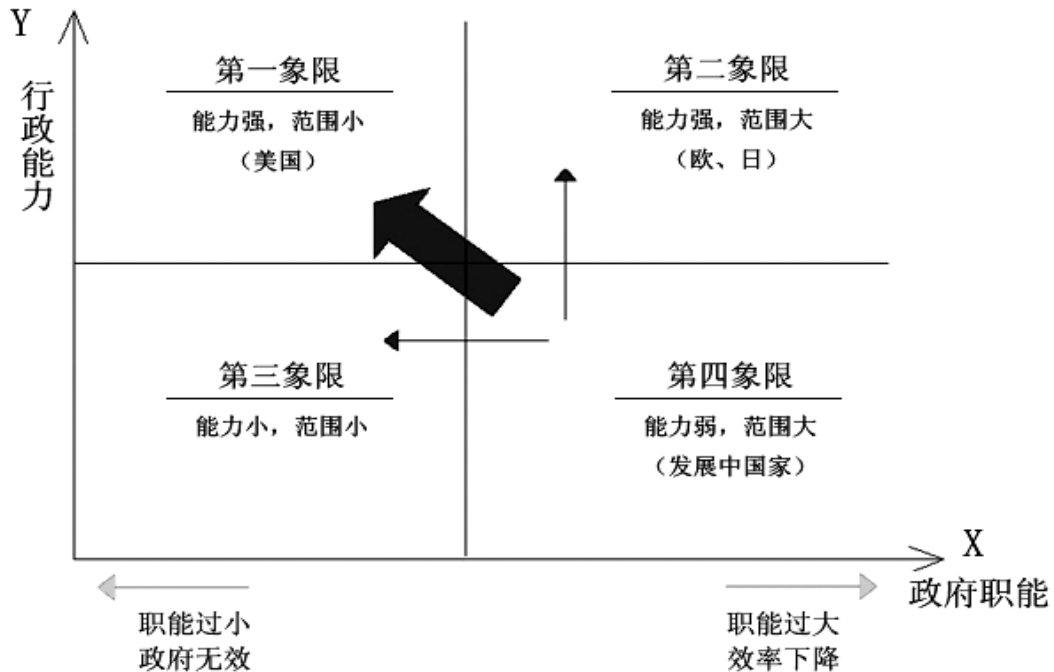 Y
行政能力
第一象限
能力强，范围小
（美国）
第二象限
能力强，范围大
（欧、日）
第三象限
能力小，范围小
第四象限
能力弱、范围大
（发展中国家）
X
政府职能
职能过小
政府无效
职能过大
效率下降